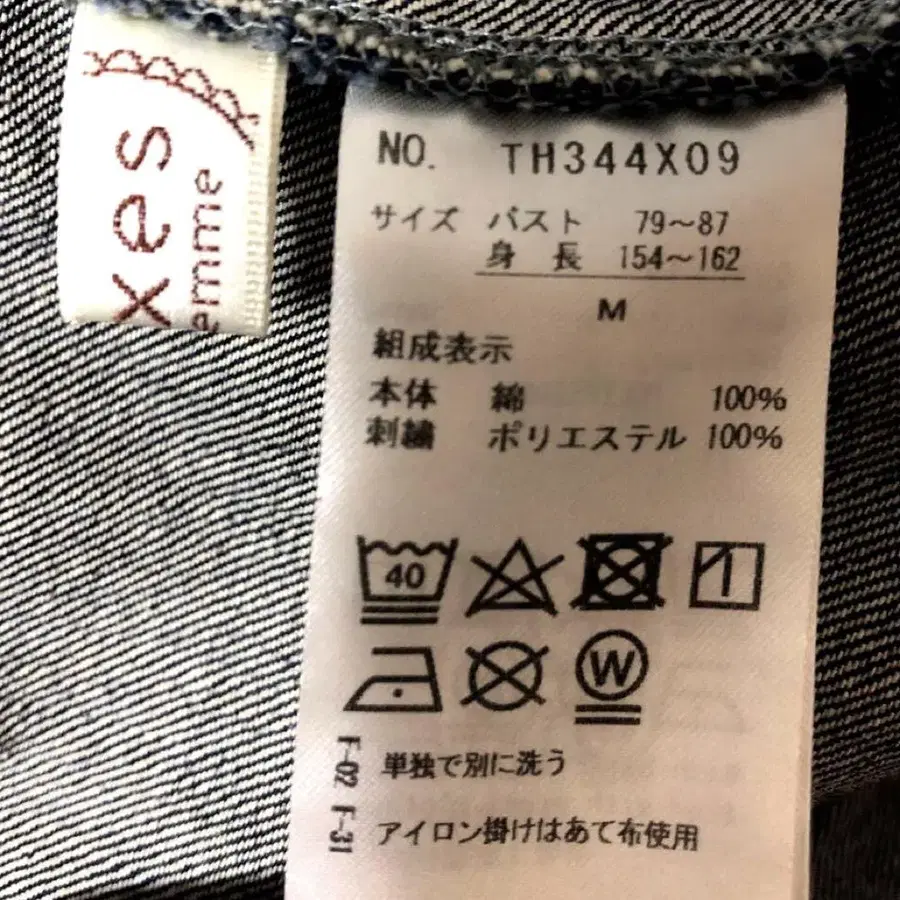 xes
emme
NO. TH344X09
サイズ バスト 79〜87
身長 154〜162
M
組成表示
本体 綿 100%
刺繍 ポリエステル 100%
40
W
F-02 単独で別に洗う
F-31 アイロン掛けはあて布使用